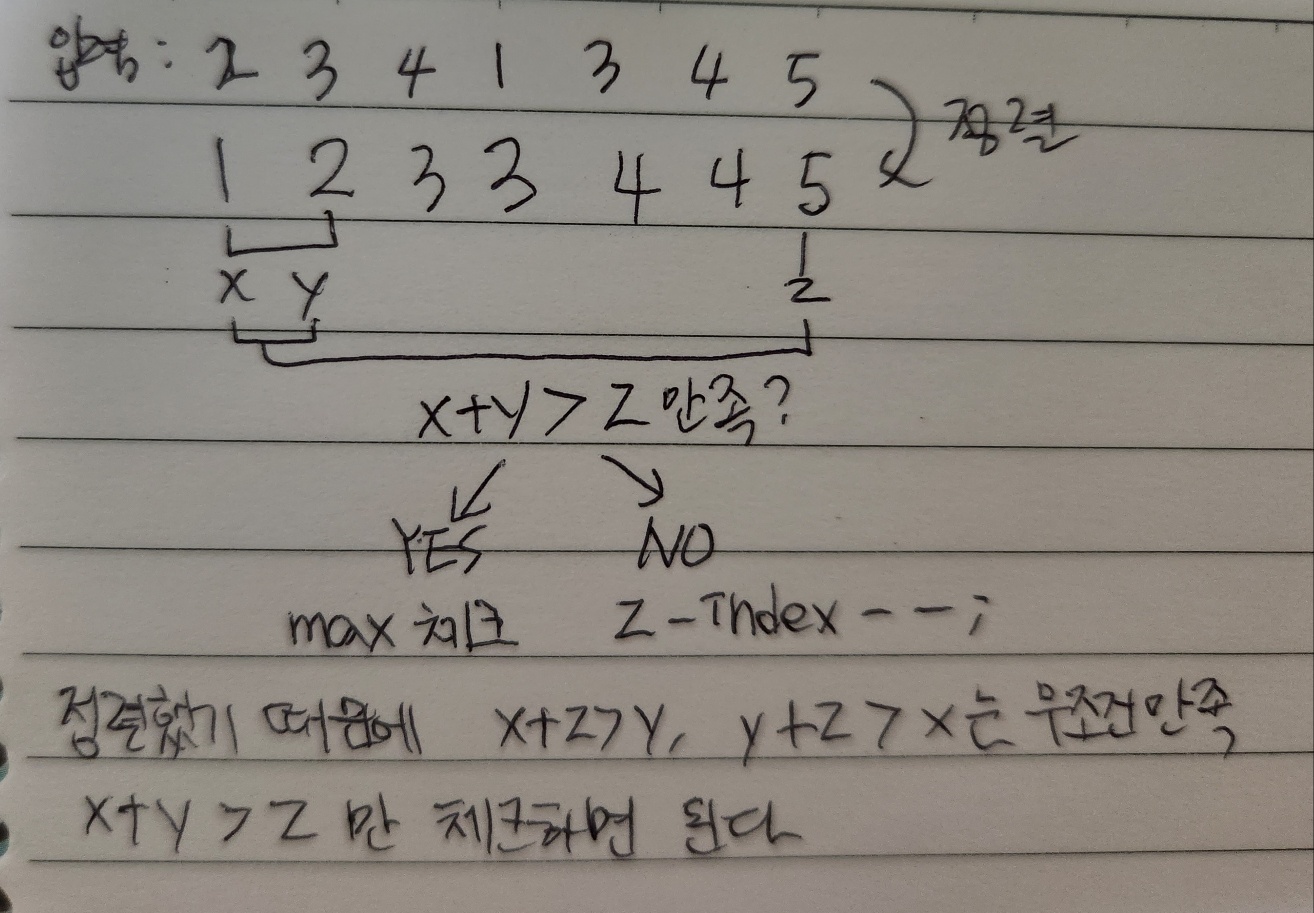 입력: 2 3 4 1 3 4 5
정렬
1 2 3 3 4 4 5
x y z
x+y > z 만족?
YES NO
max 체크 z-Index--;
정렬했기 때문에 x+z>y, y+z>x는 무조건만족
x+y > z 만 체크하면 된다